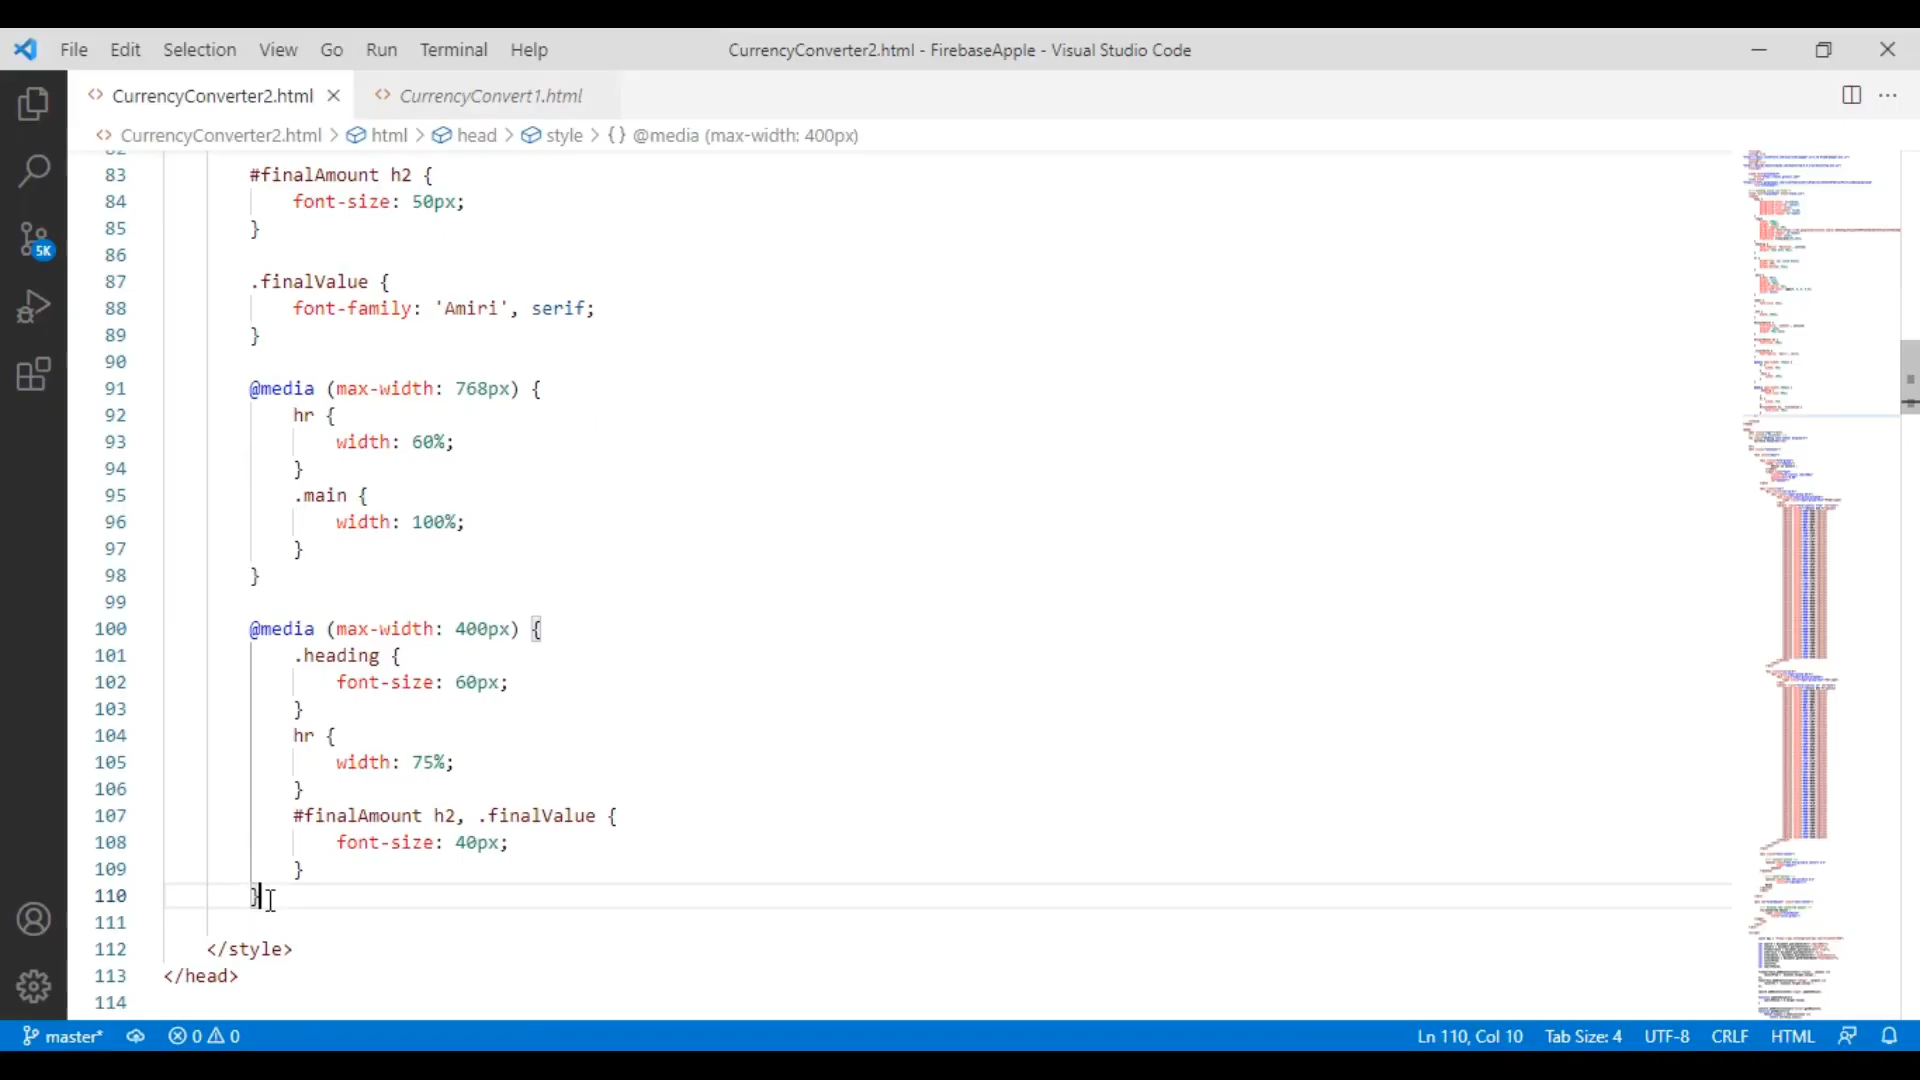 File Edit Selection View Go Run Terminal Help CurrencyConverter2.html - FirebaseApple - Visual Studio Code
CurrencyConverter2.html CurrencyConvert1.html
CurrencyConverter2.html > html > head > style > {} @media (max-width: 400px)
5K
83 #finalAmount h2 {
84 font-size: 50px;
85 }
86
87 .finalValue {
88 font-family: 'Amiri', serif;
89 }
90
91 @media (max-width: 768px) {
92 hr {
93 width: 60%;
94 }
95 .main {
96 width: 100%;
97 }
98 }
99
100 @media (max-width: 400px) {
101 .heading {
102 font-size: 60px;
103 }
104 hr {
105 width: 75%;
106 }
107 #finalAmount h2, .finalValue {
108 font-size: 40px;
109 }
110 }
111
112 </style>
113 </head>
114
master* 0 0 Ln 110, Col 10 Tab Size: 4 UTF-8 CRLF HTML